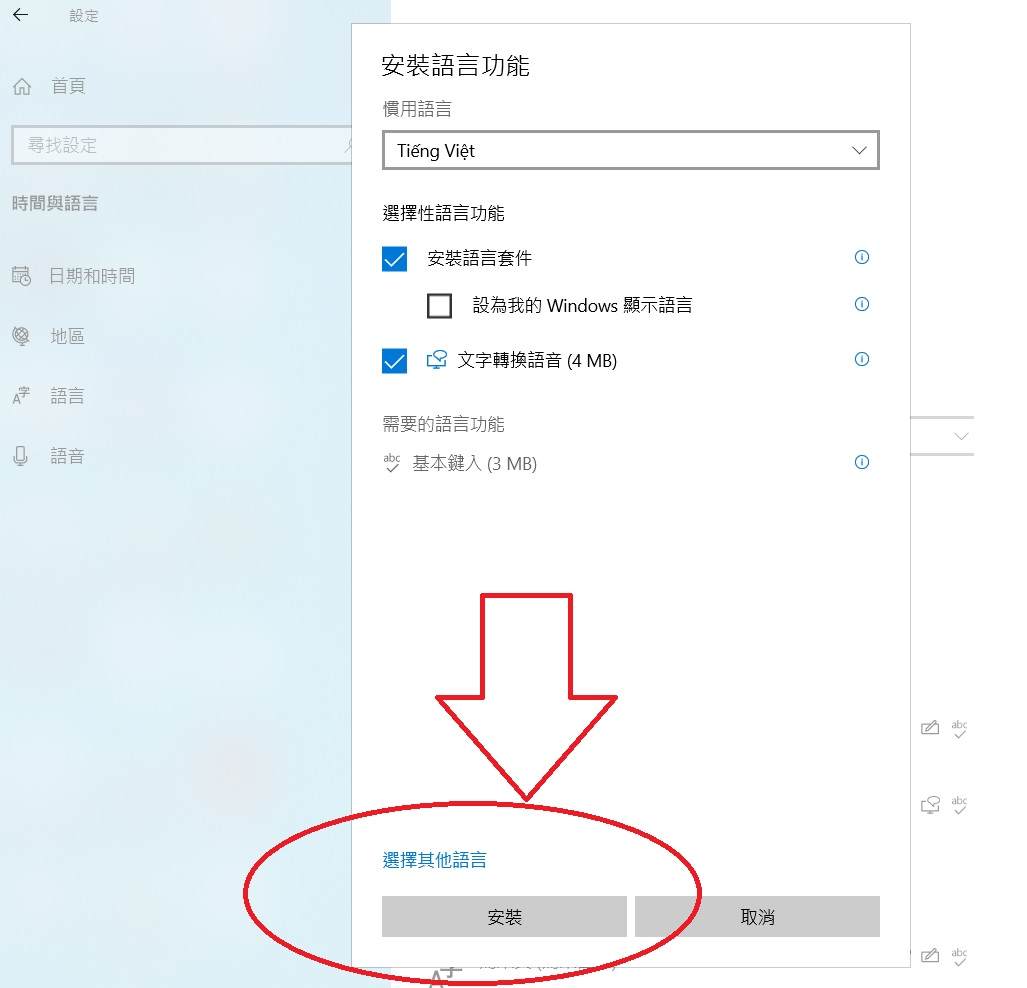 設定
首頁
尋找設定
時間與語言
日期和時間
地區
語言
語音
安裝語言功能
慣用語言
Tiếng Việt
選擇性語言功能
安裝語言套件
設為我的 Windows 顯示語言
文字轉換語音 (4 MB)
需要的語言功能
abc 基本鍵入 (3 MB)
選擇其他語言
安裝
取消
abc
abc
abc